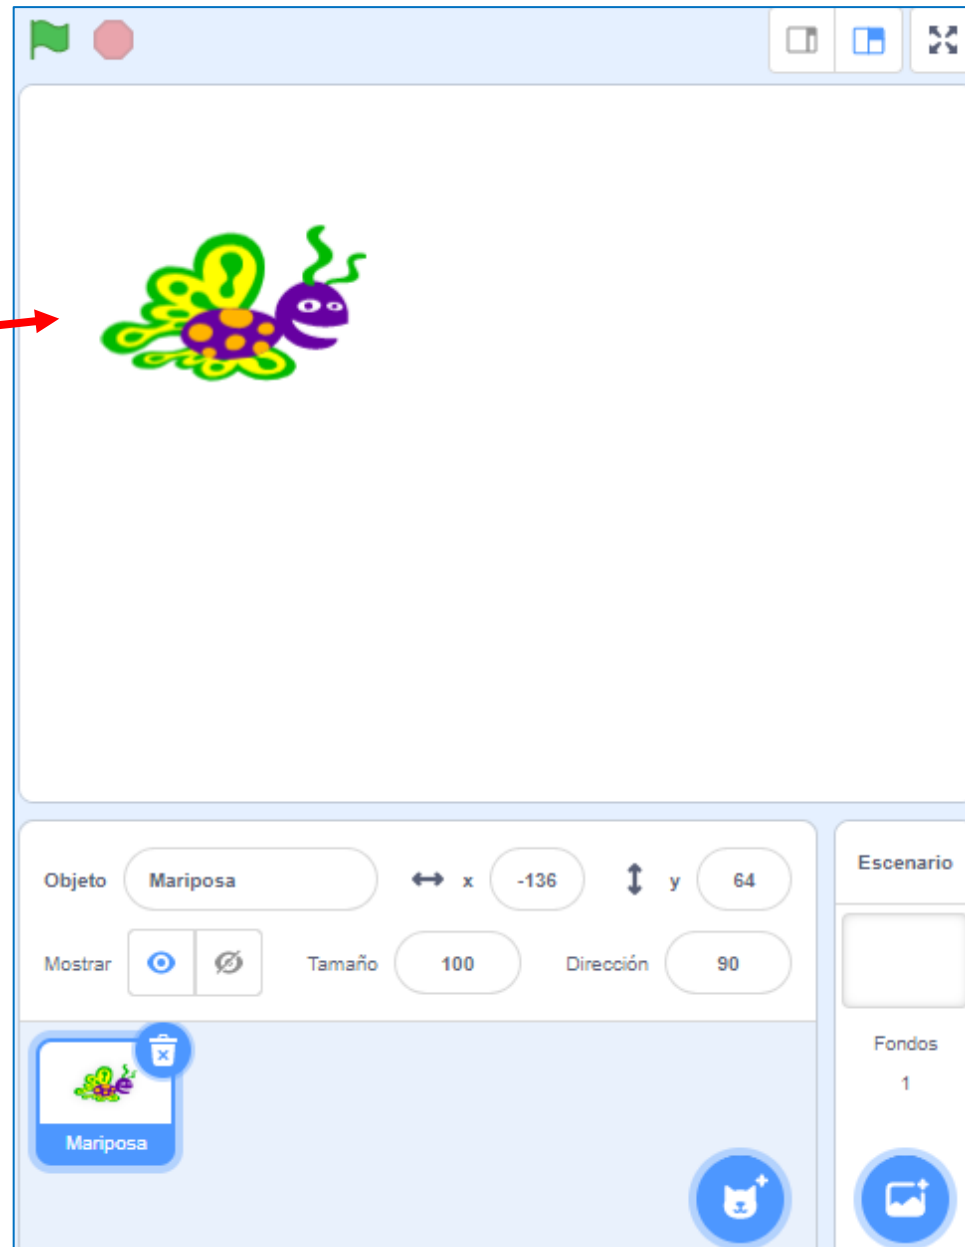 Objeto Mariposa x -136 y 64
Mostrar Tamaño 100 Dirección 90
Mariposa
Escenario
Fondos
1